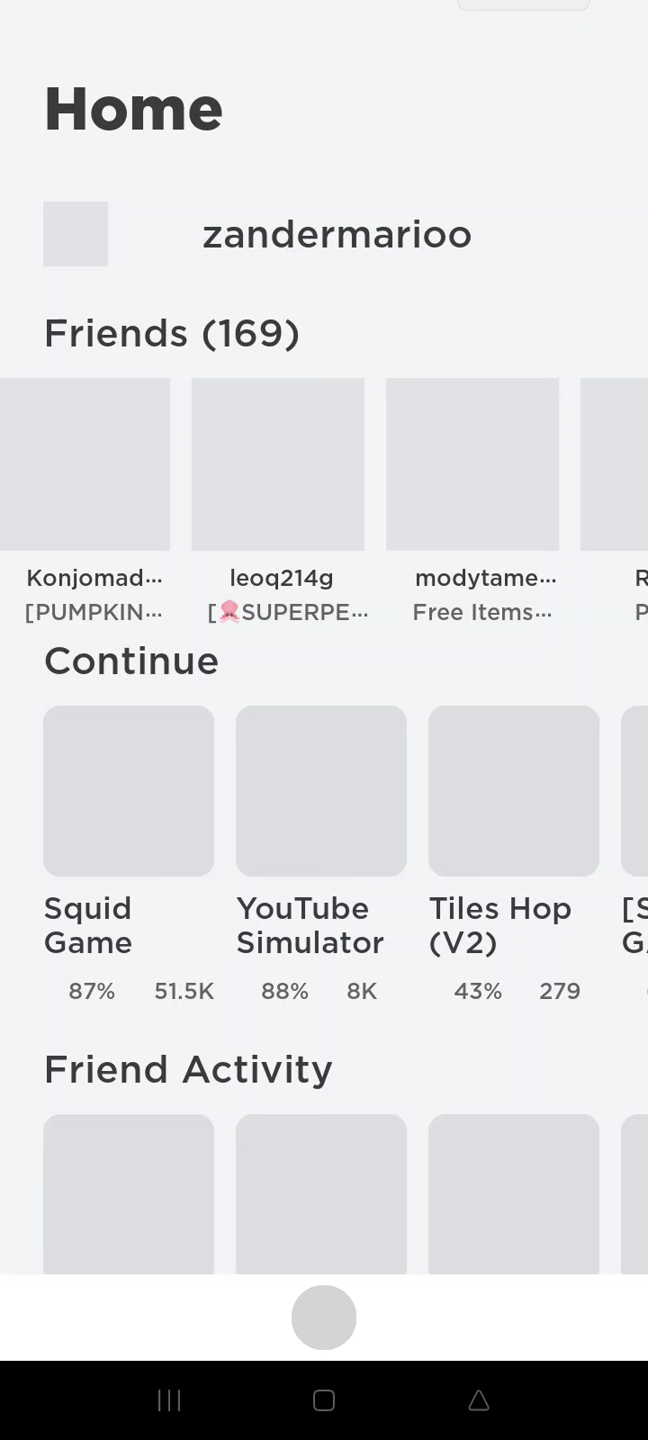 Home
zandermarioo
Friends (169)
Konjomad... leoq214g modytame... R
[PUMPKIN... [🐙SUPERPE... Free Items... P
Continue
Squid YouTube Tiles Hop [S
Game Simulator (V2) G
87% 51.5K 88% 8K 43% 279
Friend Activity